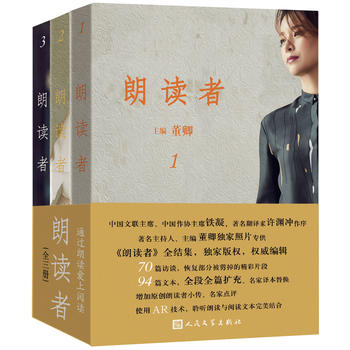 3
朗读者
2
朗读者
1
朗读者
朗读者
主编 董卿
1
朗读者
(全三册)
通过朗读爱上阅读
中国文联主席、中国作协主席铁凝,著名翻译家许渊冲作序
著名主持人、主编董卿独家照片专供
《朗读者》全结集,独家版权,权威编辑
70篇访谈,恢复部分被剪掉的精彩片段
94篇文本,全段全篇扩充,名家译本替换
增加原创朗读者小传、名家点评
使用AR技术,聆听朗读与阅读文本完美结合
人民文学出版社